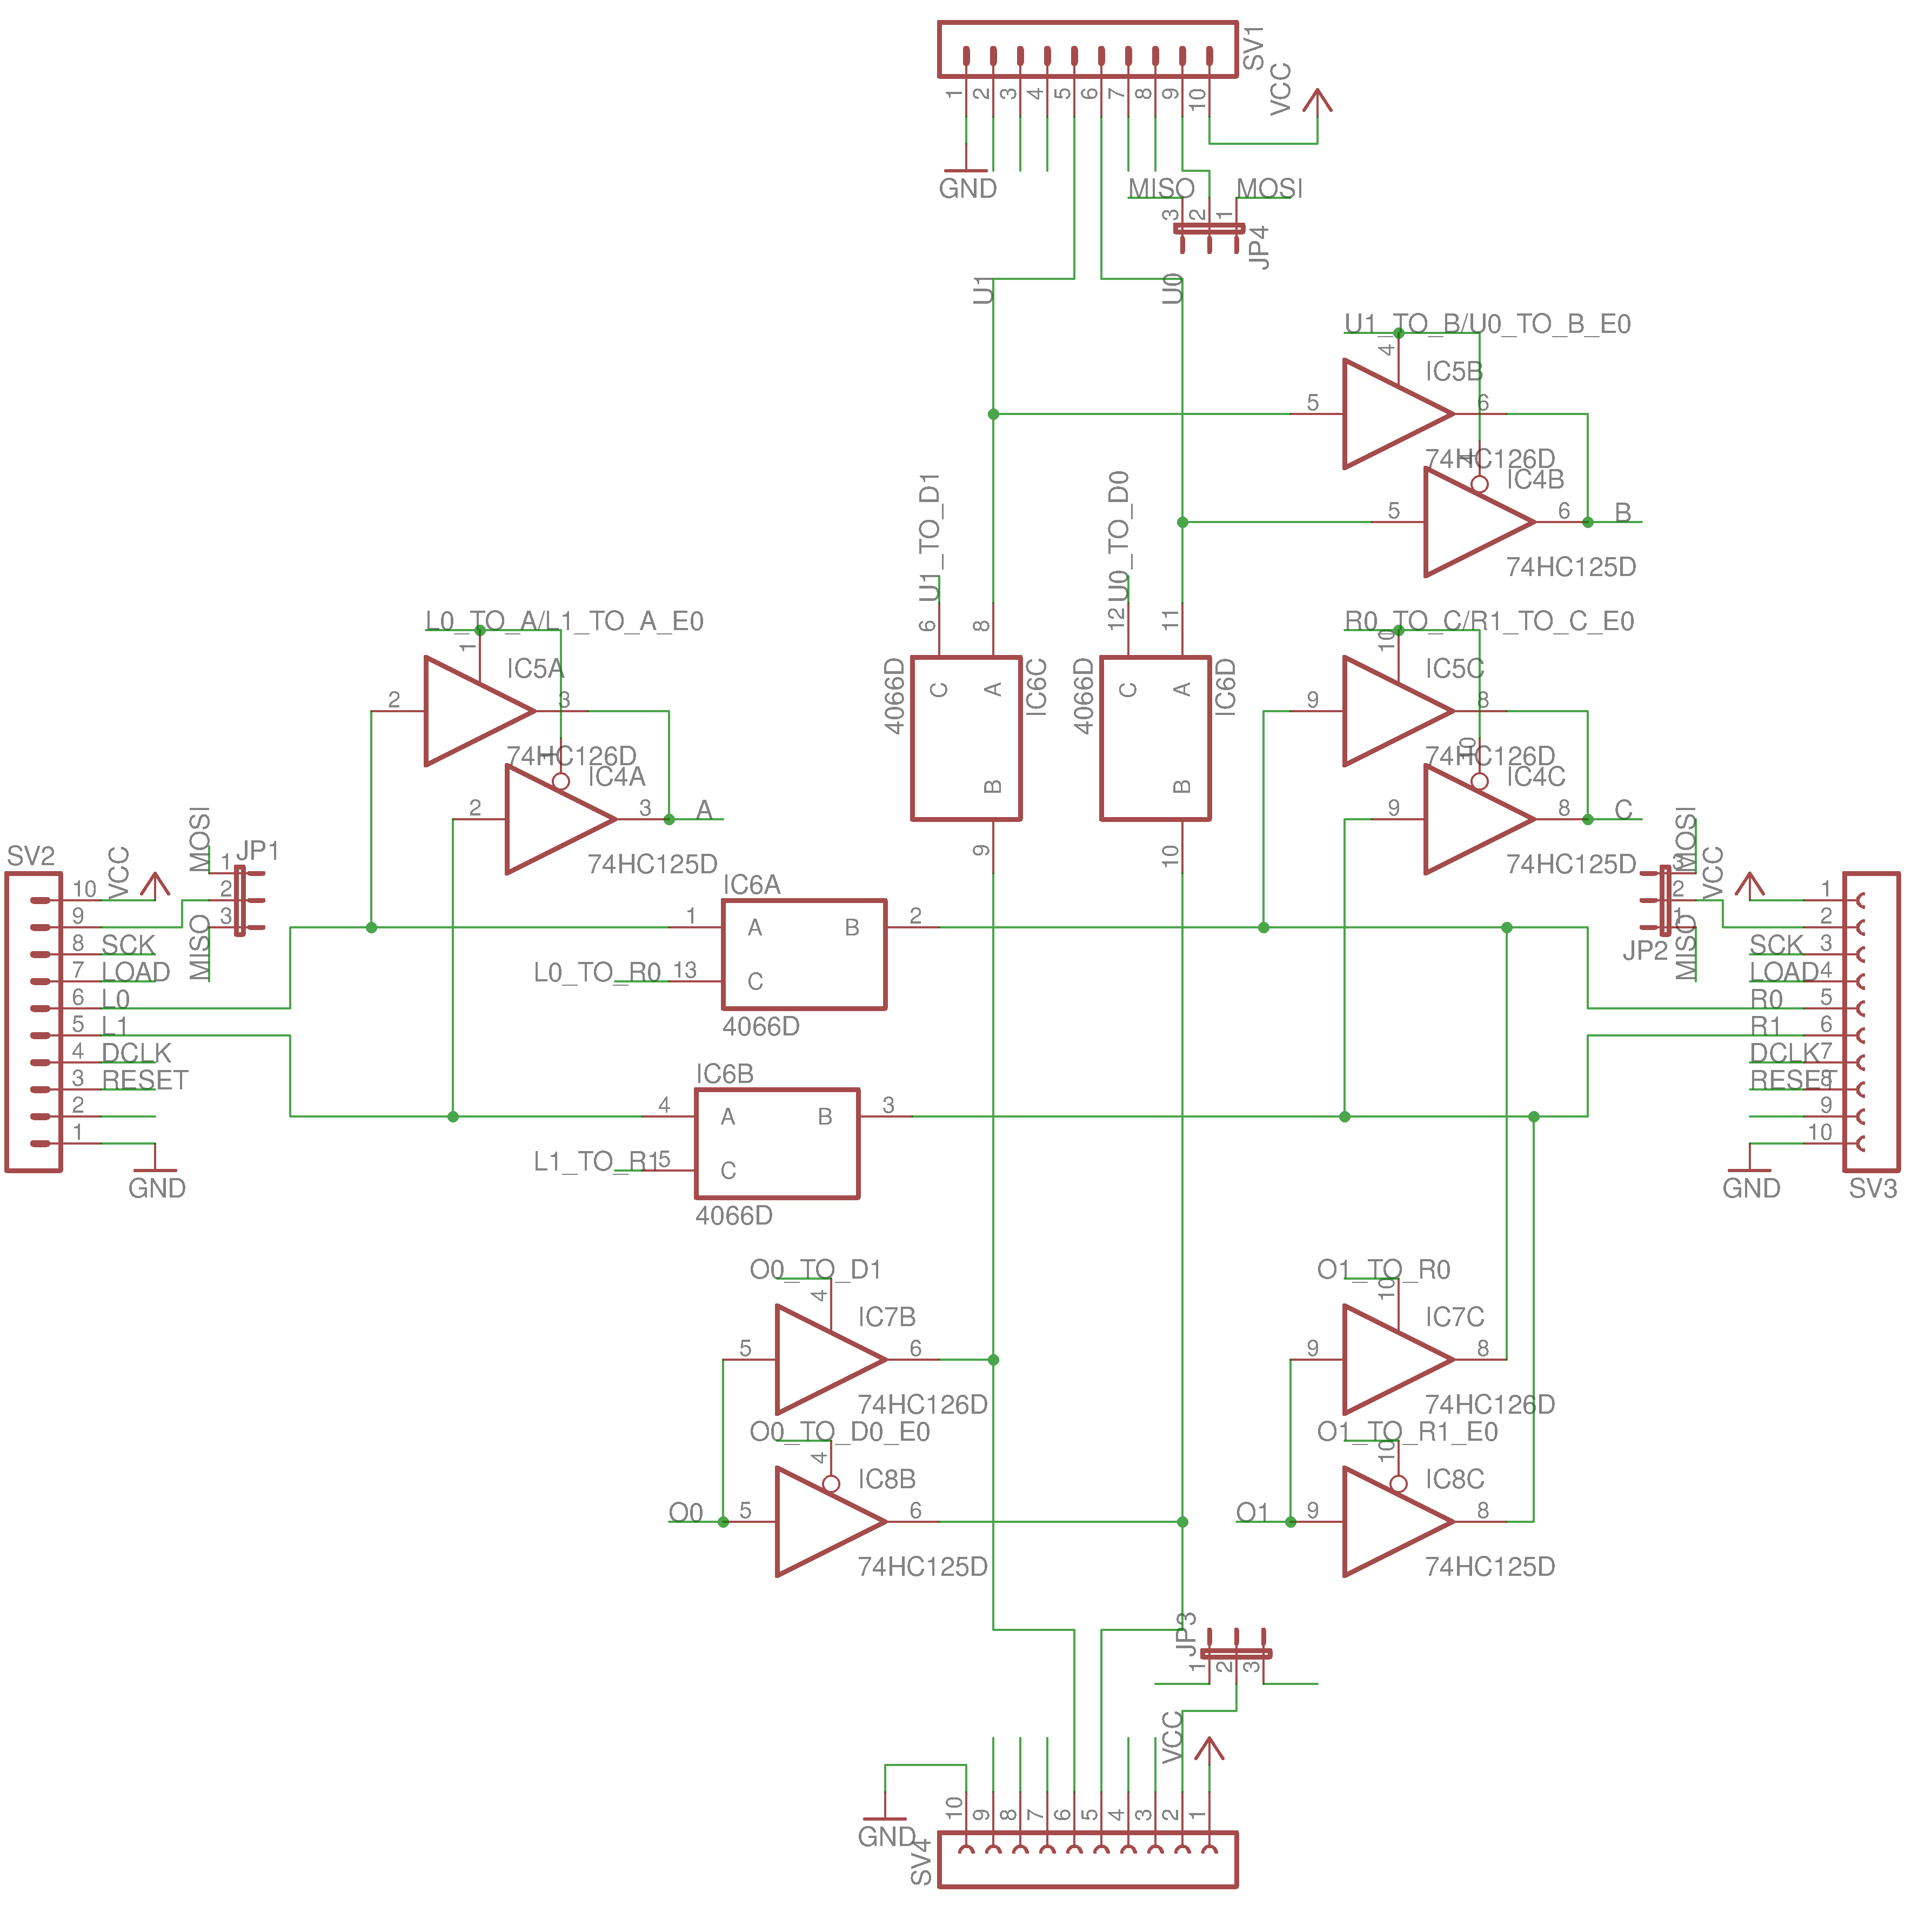 SV1
1 2 3 4 5 6 7 8 9 10
VCC
GND
MISO MOSI
3 2 1
JP4
U1 U0
U1_TO_B/U0_TO_B_E0
4
IC5B
5 6
74HC126D
4
IC4B
5 6 B
74HC125D
U1_TO_D1 U0_TO_D0
6 8 12 11
4066D C A IC6C
4066D C A IC6D
B B
9 10
L0_TO_A/L1_TO_A_E0
1
IC5A
2 3
74HC126D
1
IC4A
2 3 A
74HC125D
R0_TO_C/R1_TO_C_E0
10
IC5C
9 8
74HC126D
10
IC4C
9 8 C
74HC125D
SV2
VCC
MOSI
JP1
1
2
3
MISO
10
9
8 SCK
7 LOAD
6 L0
5 L1
4 DCLK
3 RESET
2
1
GND
IC6A
1 A B 2
L0_TO_R0 13 C
4066D
IC6B
4 A B 3
L1_TO_R1 15 C
4066D
MOSI
VCC
3
2
1
JP2
MISO
1
2
SCK 3
LOAD 4
R0 5
R1 6
DCLK 7
RESET 8
9
10
GND
SV3
O0_TO_D1
4
IC7B
5 6
74HC126D
O0_TO_D0_E0
4
IC8B
O0 5 6
74HC125D
O1_TO_R0
10
IC7C
9 8
74HC126D
O1_TO_R1_E0
10
IC8C
O1 9 8
74HC125D
JP3
1 2 3
VCC
GND
10 9 8 7 6 5 4 3 2 1
SV4